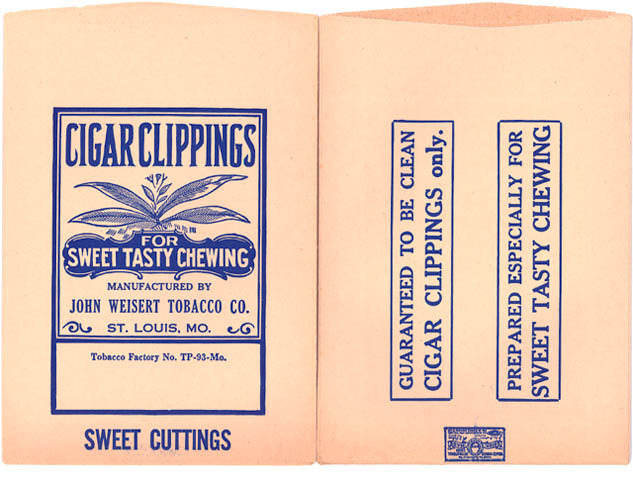 CIGAR CLIPPINGS
FOR
SWEET TASTY CHEWING
MANUFACTURED BY
JOHN WEISERT TOBACCO CO.
ST. LOUIS, MO.
Tobacco Factory No. TP-93-Mo.
SWEET CUTTINGS
GUARANTEED TO BE CLEAN
CIGAR CLIPPINGS only.
PREPARED ESPECIALLY FOR
SWEET TASTY CHEWING